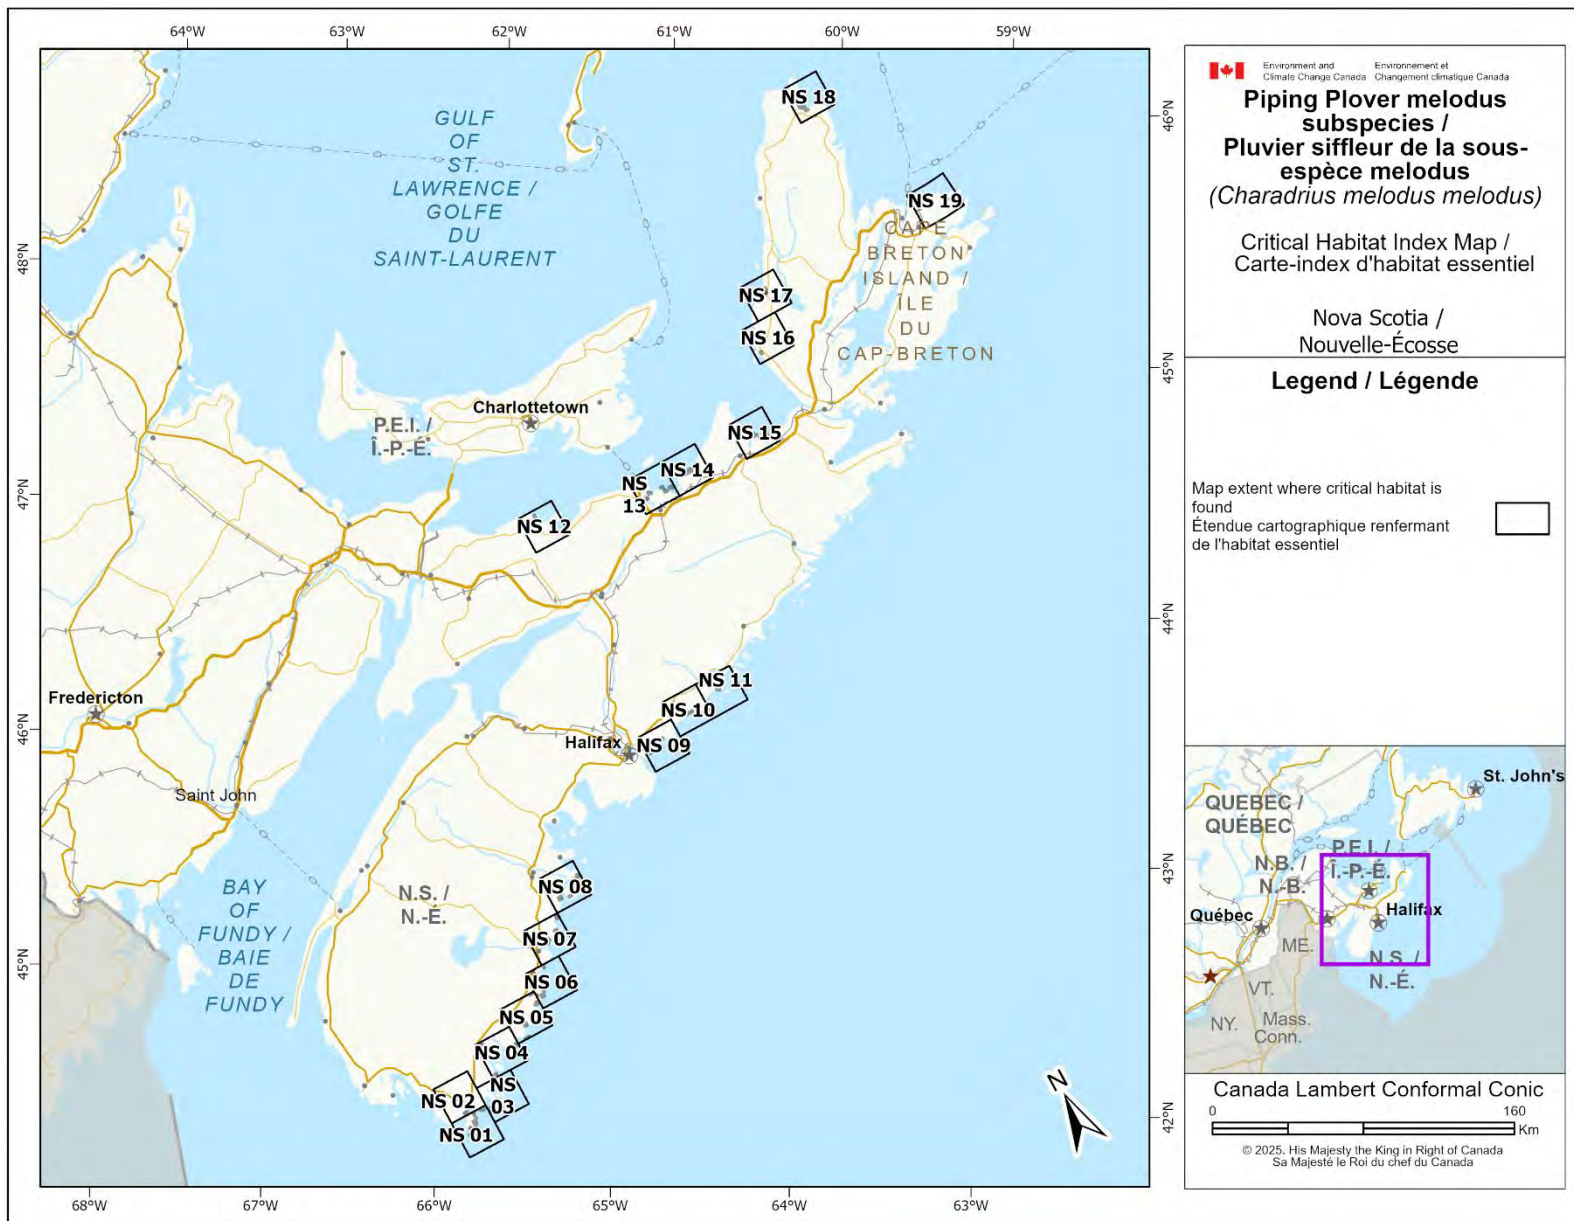 64°W 63°W 62°W 61°W 60°W 59°W
46°N
45°N
44°N
43°N
42°N
48°N
47°N
46°N
45°N
68°W 67°W 66°W 65°W 64°W 63°W
GULF
OF
ST.
LAWRENCE /
GOLFE
DU
SAINT-LAURENT
NS 18
NS 19
CAPE
BRETON
ISLAND /
ÎLE
DU
CAP-BRETON
NS 17
NS 16
Charlottetown
P.E.I. /
Î.-P.-É.
NS 15
NS 14
NS
13
NS 12
Fredericton
NS 11
NS 10
Halifax
NS 09
Saint John
BAY
OF
FUNDY /
BAIE
DE
FUNDY
N.S. /
N.-É.
NS 08
NS 07
NS 06
NS 05
NS 04
NS
03
NS 02
NS 01
N
Environment and
Climate Change Canada
Environnement et
Changement climatique Canada
Piping Plover melodus
subspecies /
Pluvier siffleur de la sous-
espèce melodus
(Charadrius melodus melodus)
Critical Habitat Index Map /
Carte-index d'habitat essentiel
Nova Scotia /
Nouvelle-Écosse
Legend / Légende
Map extent where critical habitat is
found
Étendue cartographique renfermant
de l'habitat essentiel
St. John's
QUEBEC /
QUÉBEC
P.E.I. /
Î.-P.-É.
N.B. /
N.-B.
Québec
Halifax
ME.
N.S. /
N.-É.
VT.
NY.
Mass.
Conn.
Canada Lambert Conformal Conic
0 160
Km
© 2025. His Majesty the King in Right of Canada
Sa Majesté le Roi du chef du Canada